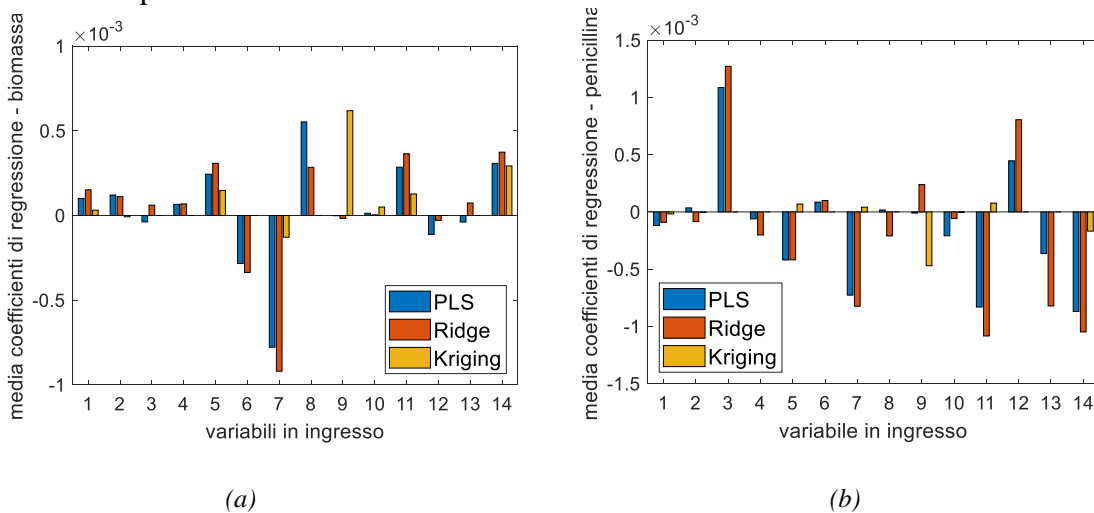 ×10⁻³
1
0.5
0
-0.5
-1
media coefficienti di regressione - biomassa
1 2 3 4 5 6 7 8 9 10 11 12 13 14
variabili in ingresso
PLS
Ridge
Kriging
(a)
×10⁻³
1.5
1
0.5
0
-0.5
-1
-1.5
media coefficienti di regressione - penicillina
1 2 3 4 5 6 7 8 9 10 11 12 13 14
variabile in ingresso
PLS
Ridge
Kriging
(b)